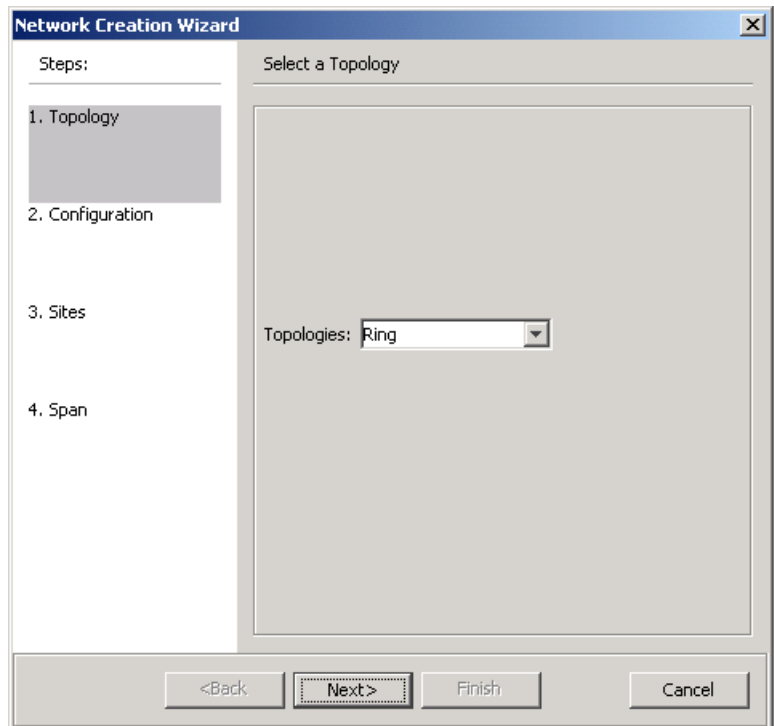 Network Creation Wizard
Steps:
Select a Topology
1. Topology
2. Configuration
3. Sites
4. Span
Topologies: Ring
<Back Next> Finish Cancel